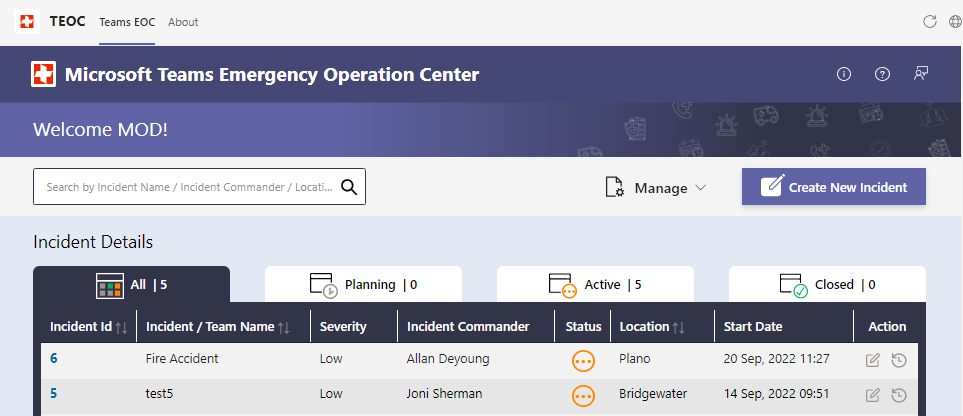 TEOC Teams EOC About
Microsoft Teams Emergency Operation Center
Welcome MOD!
Search by Incident Name / Incident Commander / Locati... Manage Create New Incident
Incident Details
All | 5 Planning | 0 Active | 5 Closed | 0
Incident Id Incident / Team Name Severity Incident Commander Status Location Start Date Action
6 Fire Accident Low Allan Deyoung Plano 20 Sep, 2022 11:27
5 test5 Low Joni Sherman Bridgewater 14 Sep, 2022 09:51